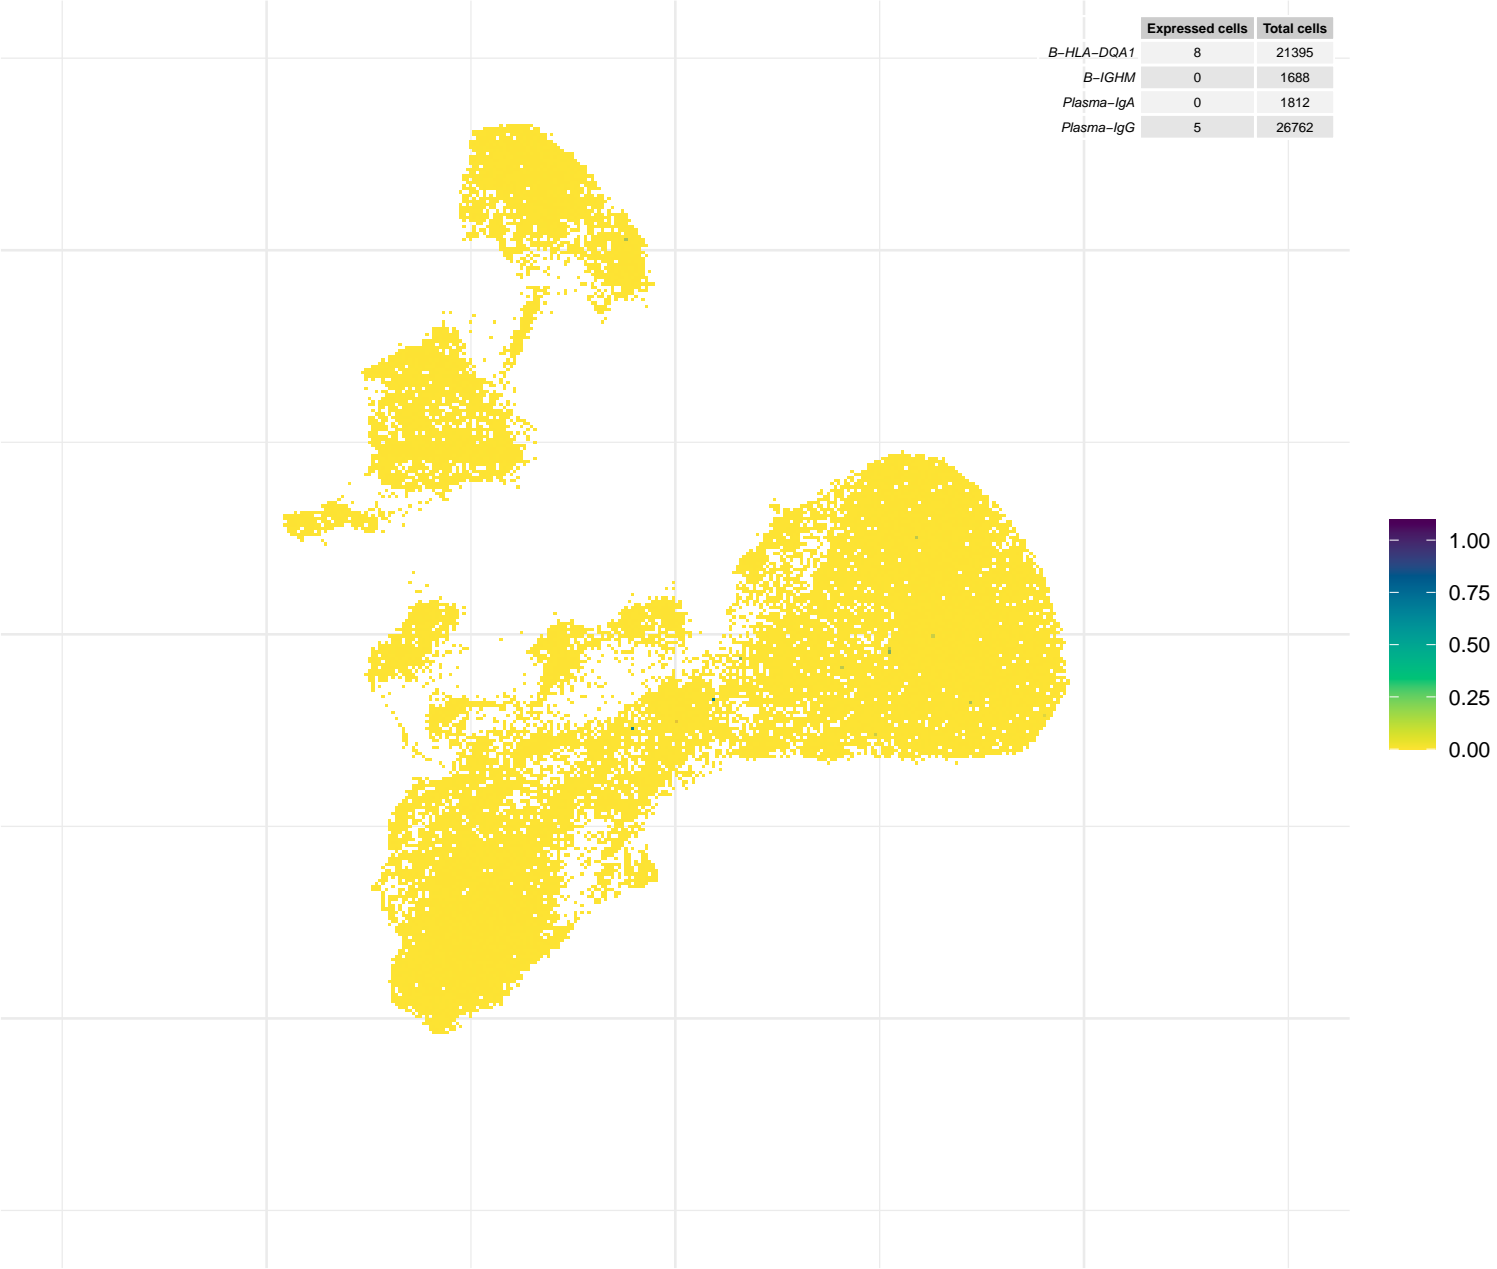 Expressed cells Total cells
B−HLA−DQA1 8 21395
B−IGHM 0 1688
Plasma−IgA 0 1812
Plasma−IgG 5 26762
1.00
0.75
0.50
0.25
0.00